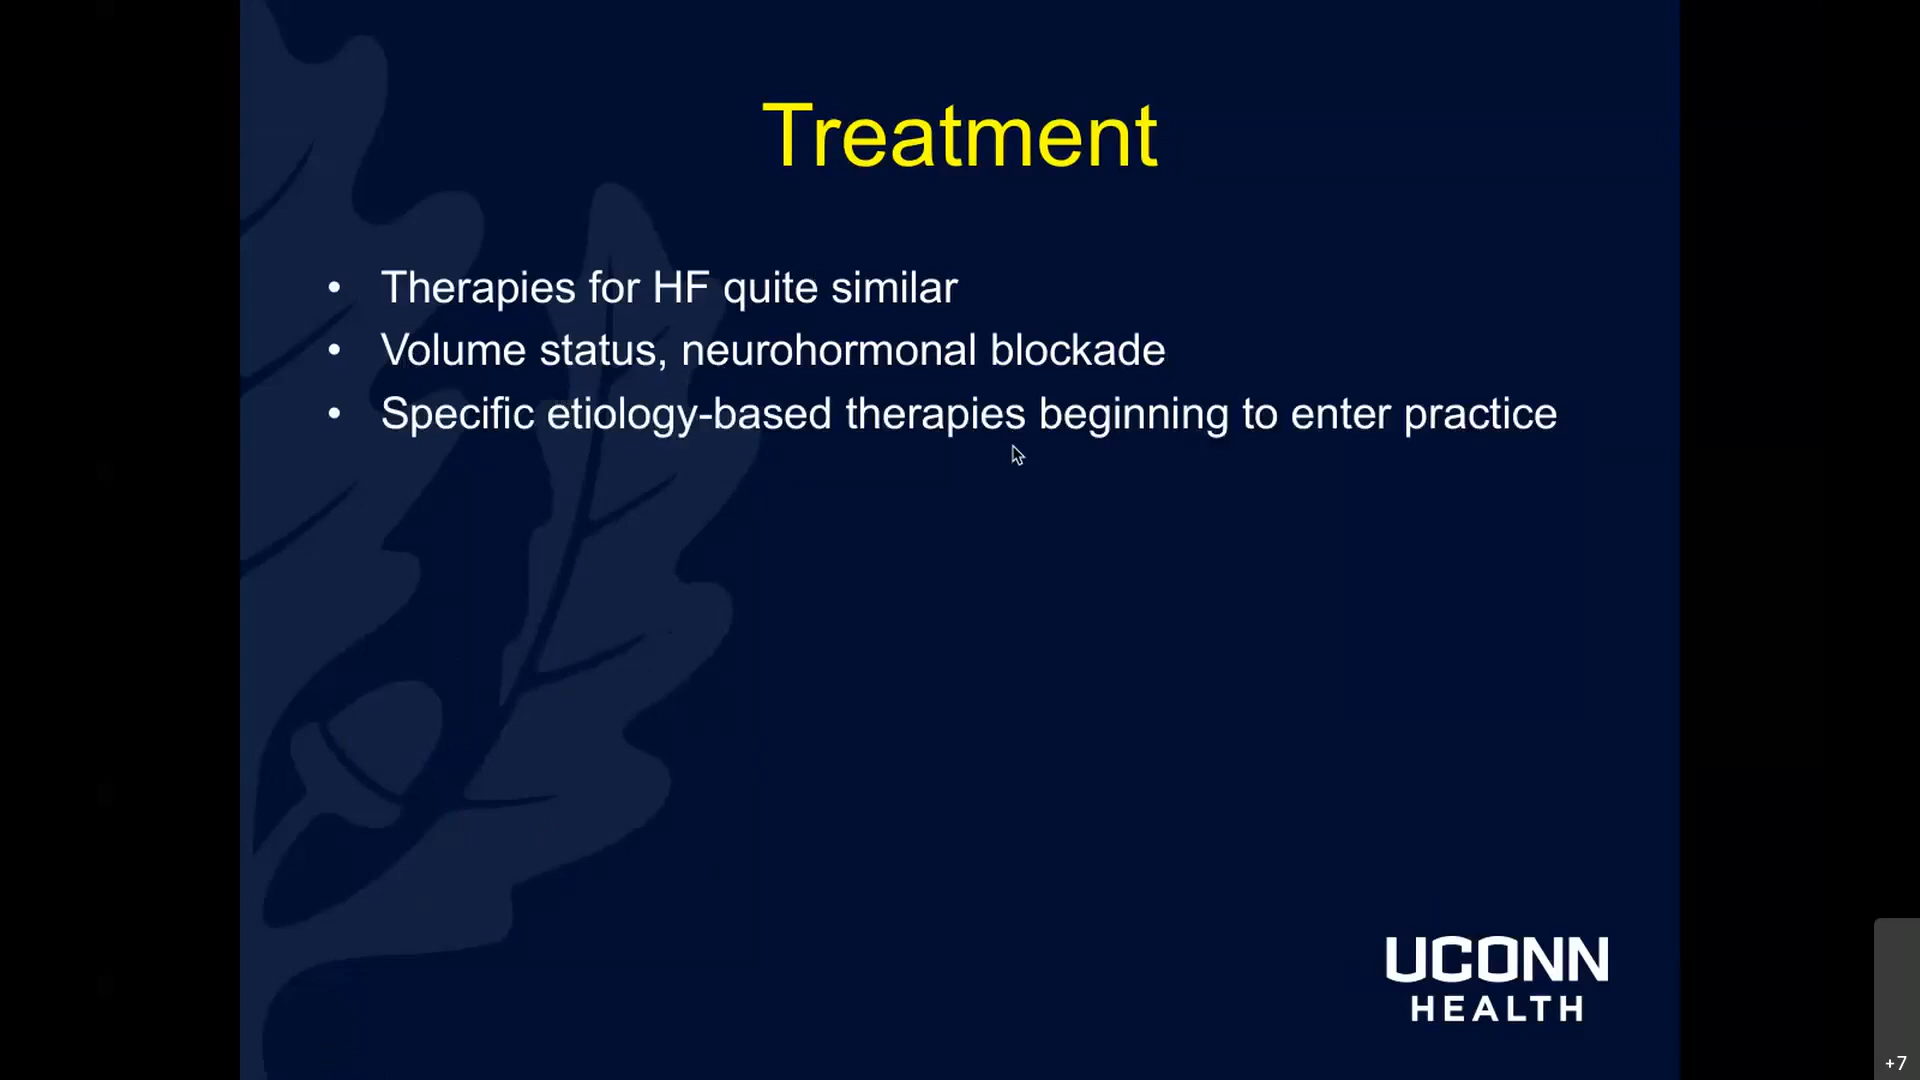 Treatment
• Therapies for HF quite similar
• Volume status, neurohormonal blockade
• Specific etiology-based therapies beginning to enter practice
UCONN
HEALTH
+7